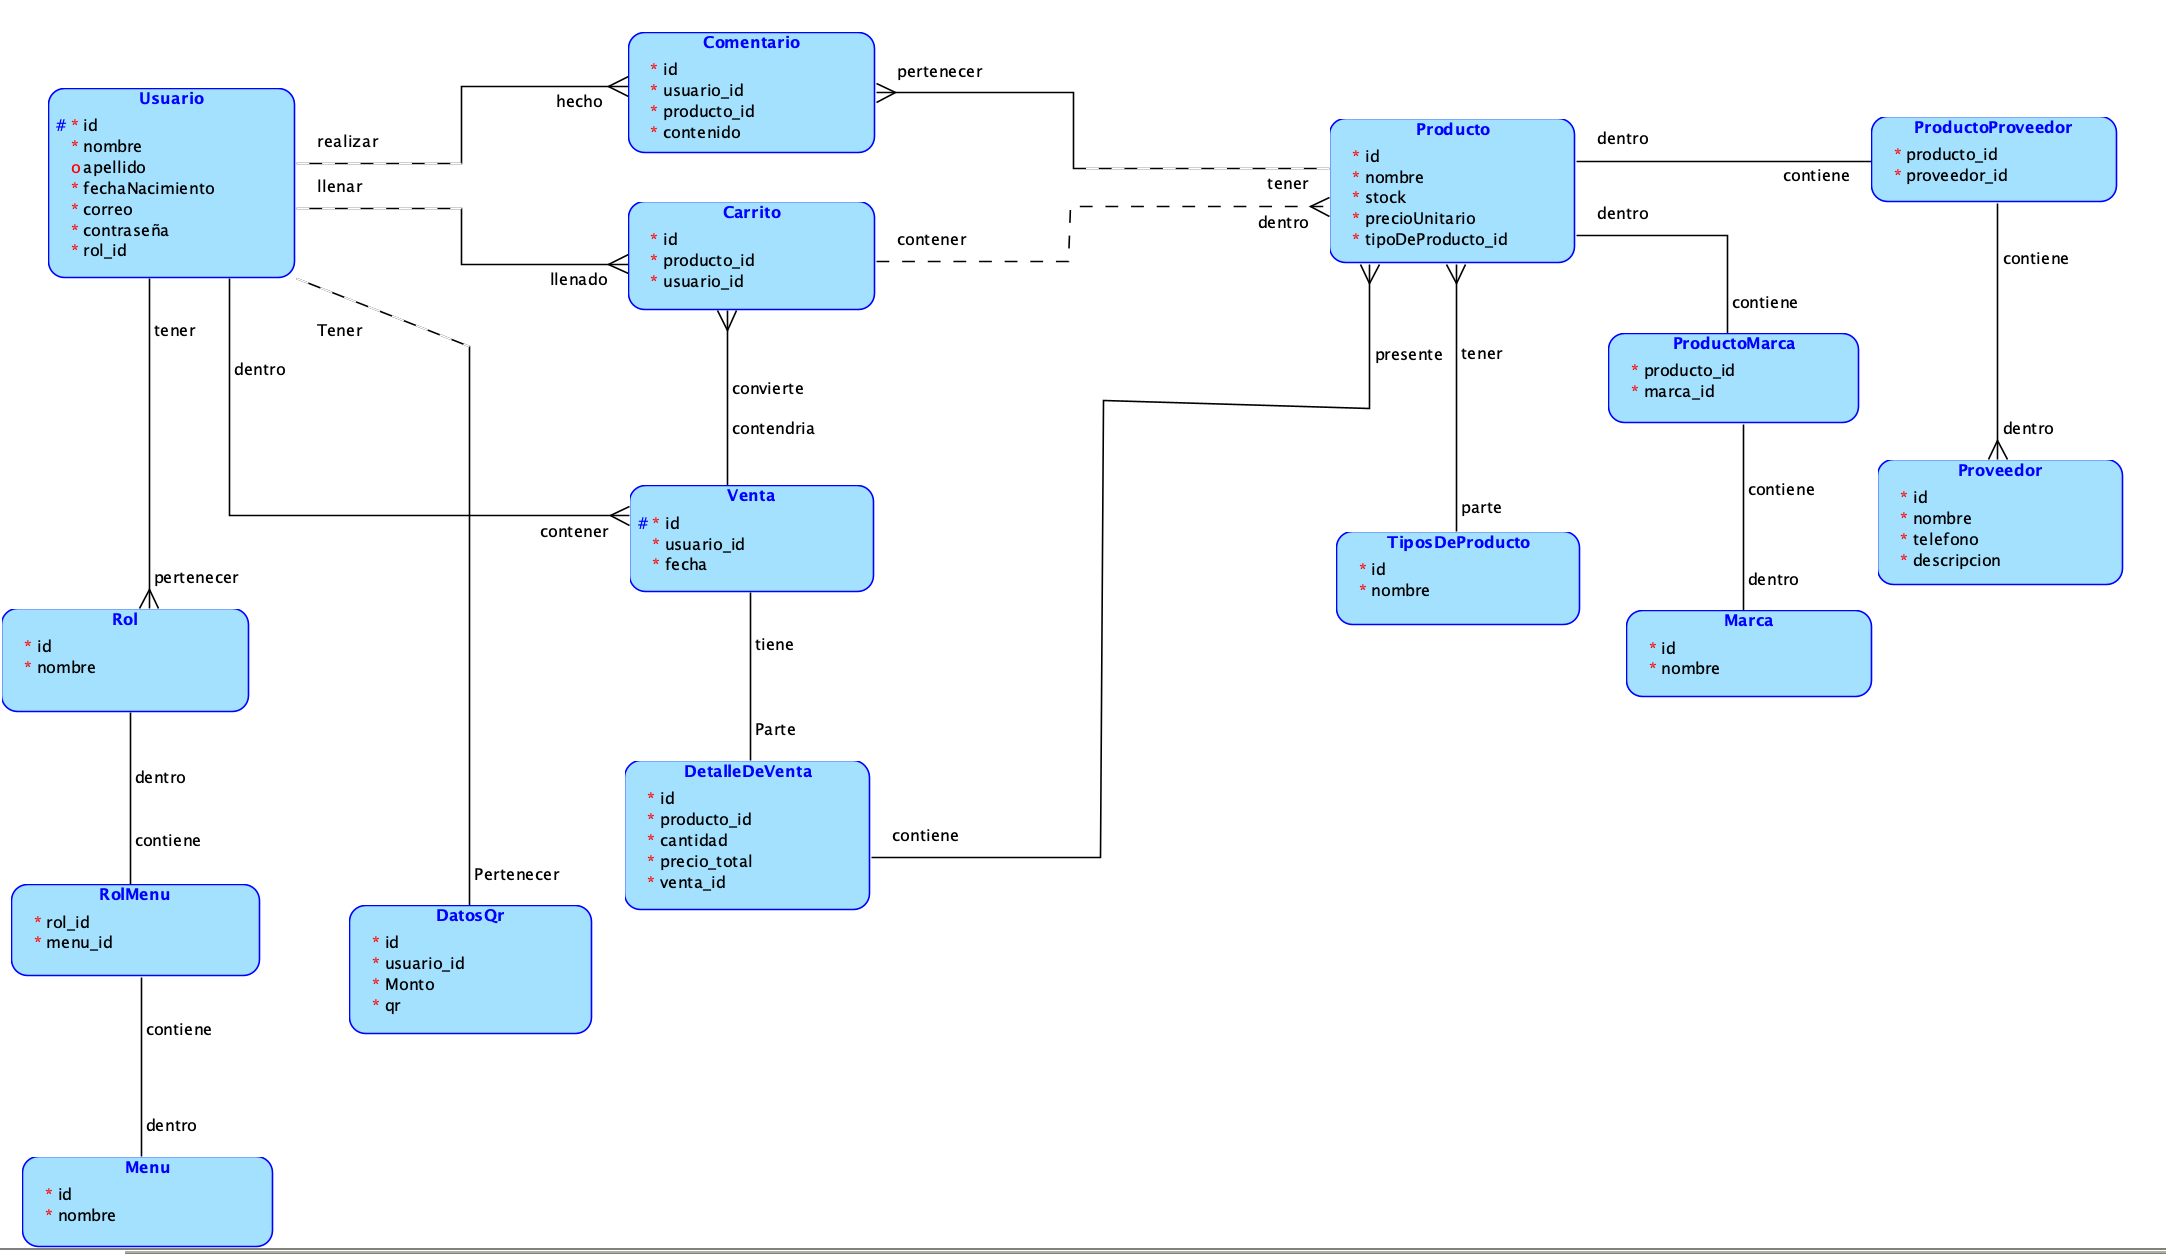 Usuario
# * id
* nombre
o apellido
* fechaNacimiento
* correo
* contraseña
* rol_id
realizar
hecho
llenar
llenado
Tener
Pertenecer
tener
pertenecer
dentro
contener
Comentario
* id
* usuario_id
* producto_id
* contenido
pertenecer
tener
Carrito
* id
* producto_id
* usuario_id
contener
dentro
convierte
contendria
Venta
# * id
* usuario_id
* fecha
tiene
Parte
DetalleDeVenta
* id
* producto_id
* cantidad
* precio_total
* venta_id
contiene
presente
Producto
* id
* nombre
* stock
* precioUnitario
* tipoDeProducto_id
tener
parte
TiposDeProducto
* id
* nombre
dentro
contiene
ProductoProveedor
* producto_id
* proveedor_id
contiene
dentro
Proveedor
* id
* nombre
* telefono
* descripcion
dentro
contiene
ProductoMarca
* producto_id
* marca_id
contiene
dentro
Marca
* id
* nombre
Rol
* id
* nombre
dentro
contiene
RolMenu
* rol_id
* menu_id
contiene
dentro
Menu
* id
* nombre
DatosQr
* id
* usuario_id
* Monto
* qr